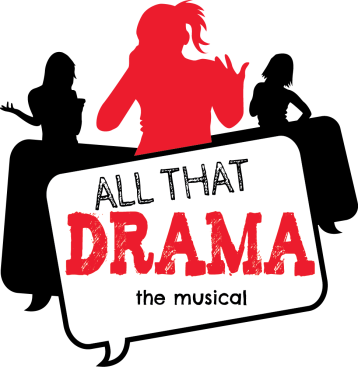 ALL THAT
DRAMA
the musical